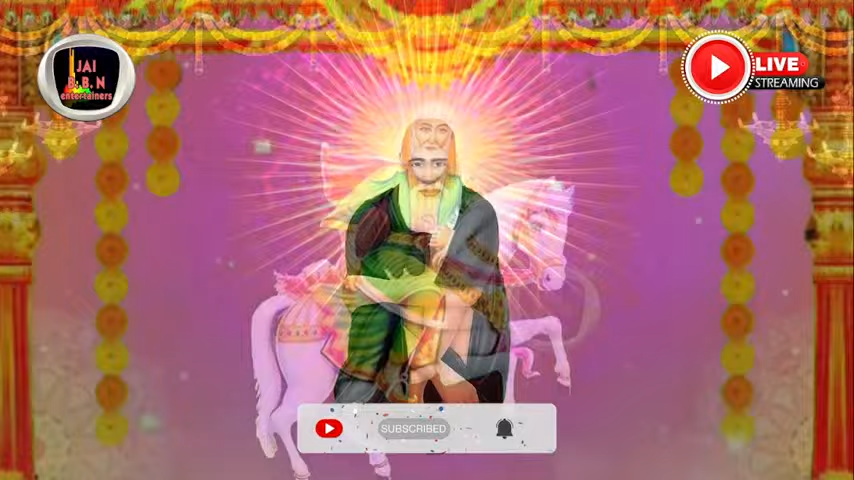 JAI
B. B. N
entertainers
LIVE
STREAMING
SUBSCRIBED